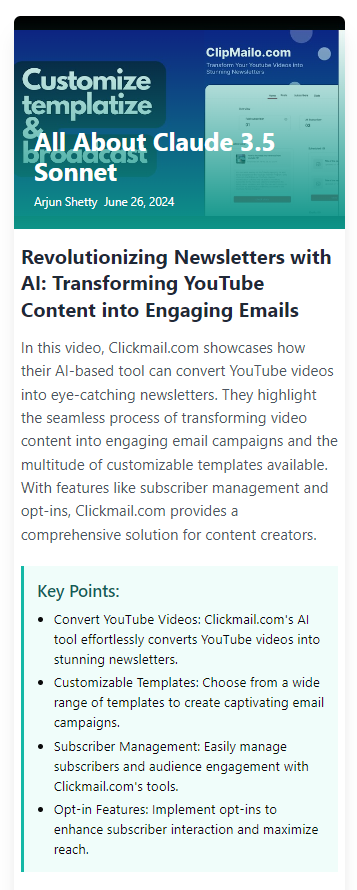 ClipMailo.com
Transform Your Youtube Videos Into
Stunning Newsletters
Customize
templatize
&
broadcast
All About Claude 3.5
Sonnet
Arjun Shetty June 26, 2024
Revolutionizing Newsletters with
AI: Transforming YouTube
Content into Engaging Emails
In this video, Clickmail.com showcases how
their AI-based tool can convert YouTube videos
into eye-catching newsletters. They highlight
the seamless process of transforming video
content into engaging email campaigns and the
multitude of customizable templates available.
With features like subscriber management and
opt-ins, Clickmail.com provides a
comprehensive solution for content creators.
Key Points:
Convert YouTube Videos: Clickmail.com's AI
tool effortlessly converts YouTube videos into
stunning newsletters.
Customizable Templates: Choose from a wide
range of templates to create captivating email
campaigns.
Subscriber Management: Easily manage
subscribers and audience engagement with
Clickmail.com's tools.
Opt-in Features: Implement opt-ins to
enhance subscriber interaction and maximize
reach.